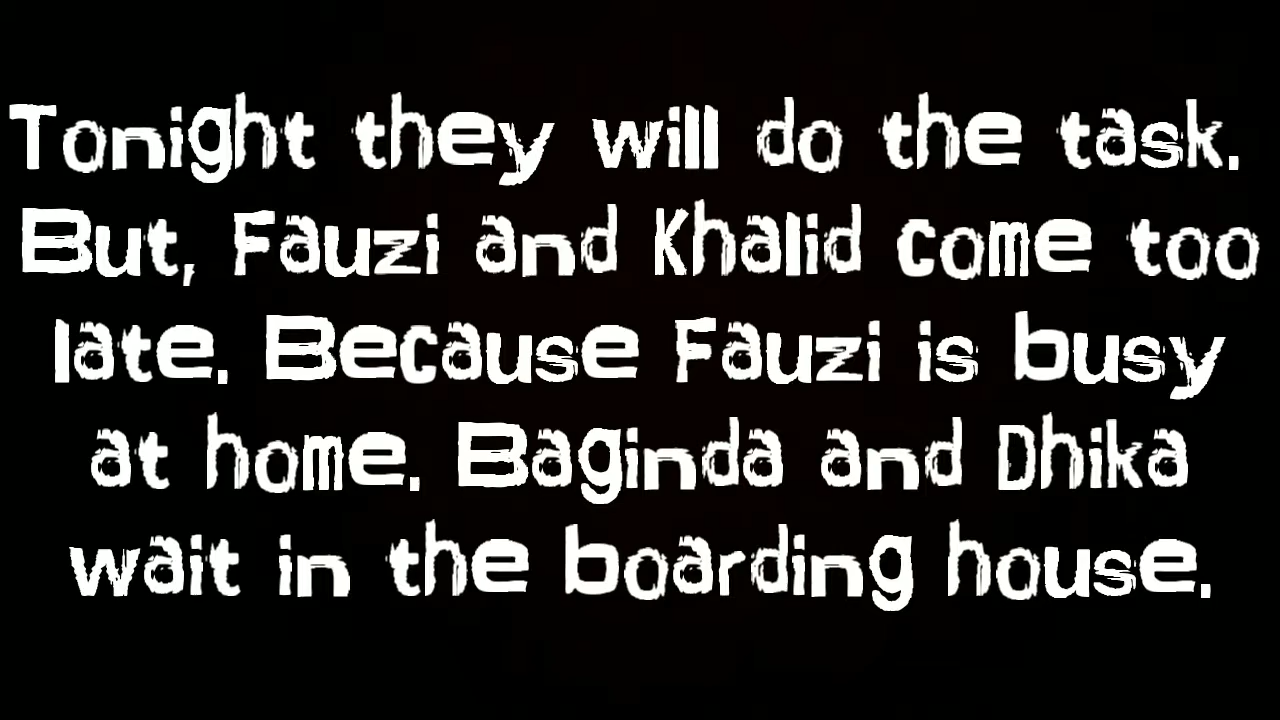 Tonight they will do the task.
But, Fauzi and Khalid come too
late. Because Fauzi is busy
at home. Baginda and Dhika
wait in the boarding house.